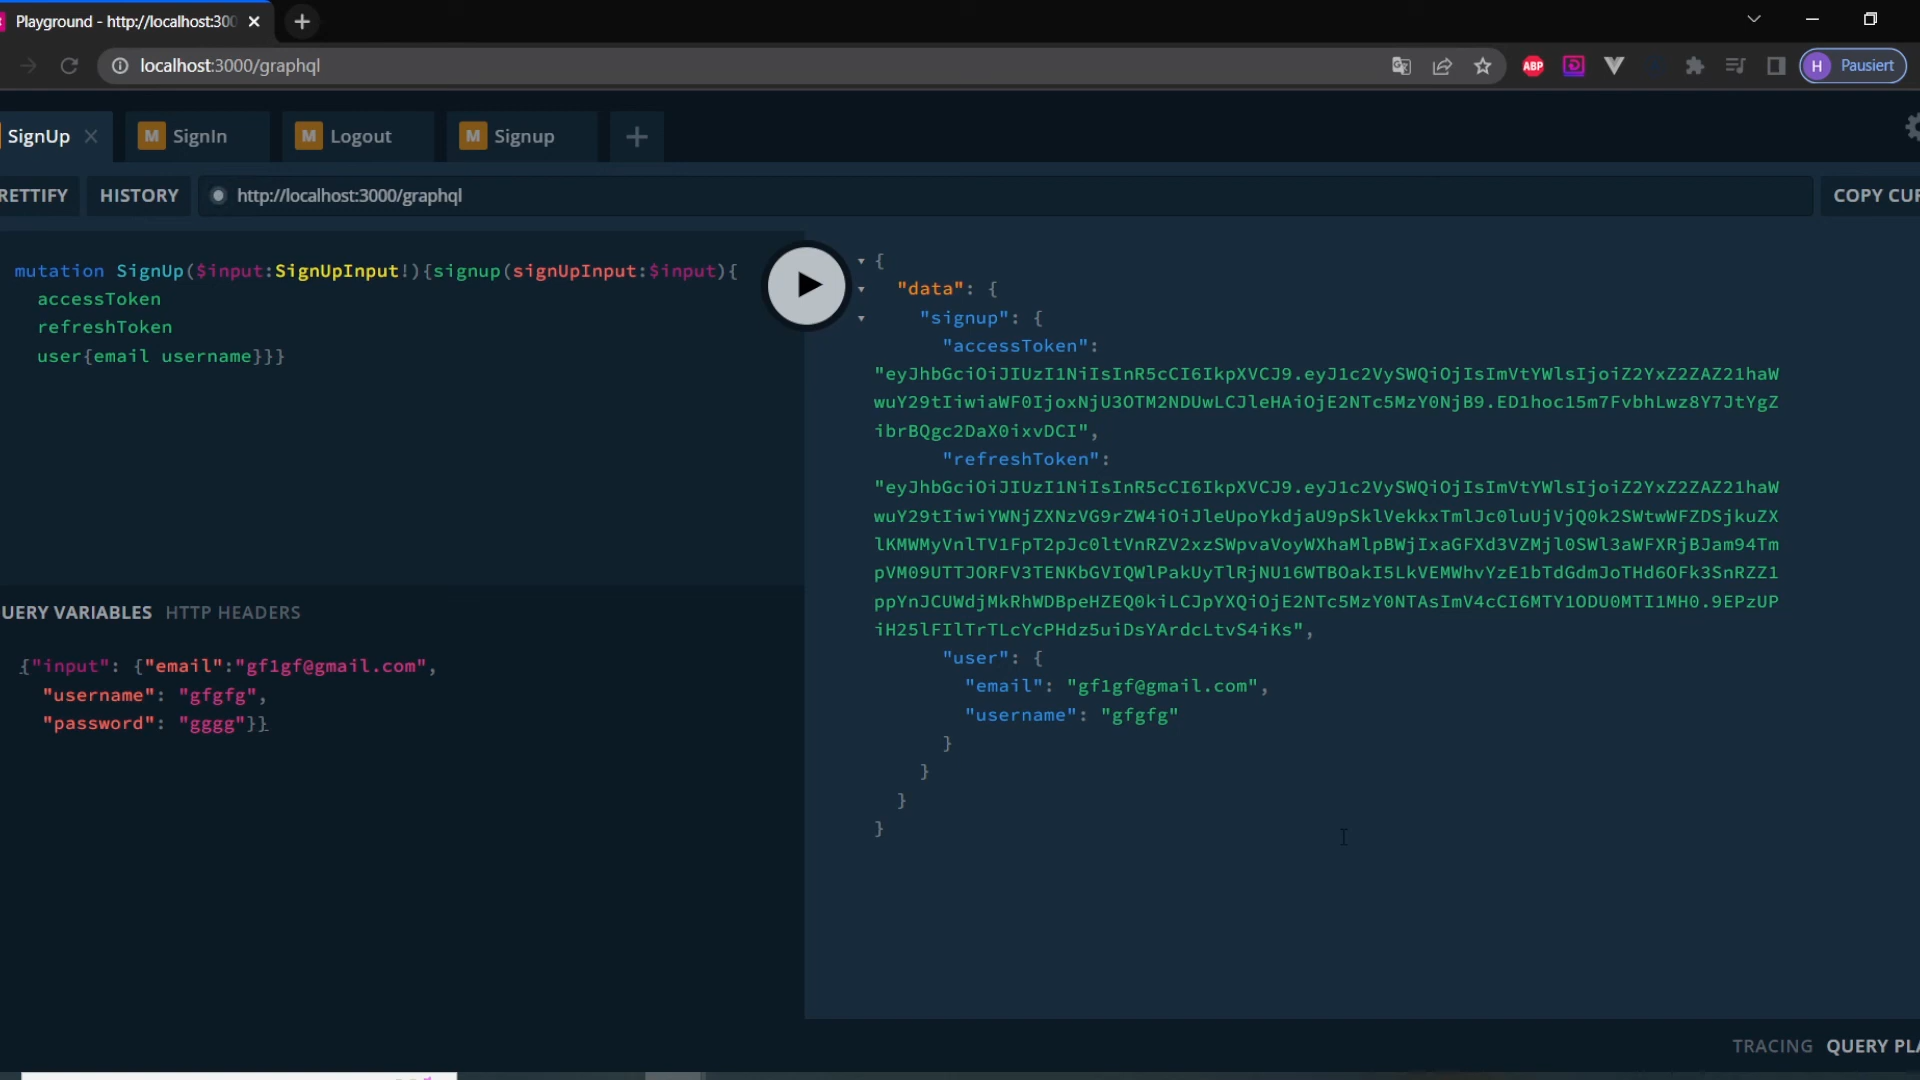 Playground - http://localhost:300
localhost:3000/graphql
ABP
H Pausiert
SignUp
M SignIn
M Logout
M Signup
RETTIFY
HISTORY
http://localhost:3000/graphql
COPY CUR
mutation SignUp($input:SignUpInput!){signup(signUpInput:$input){
accessToken
refreshToken
user{email username}}}
{
"data": {
"signup": {
"accessToken":
"eyJhbGciOiJIUzI1NiIsInR5cCI6IkpXVCJ9.eyJ1c2VySWQiOjIsImVtYWlsIjoiZ2YxZ2ZAZ21haW
wuY29tIiwiaWF0IjoxNjU3OTM2NDUwLCJleHAiOjE2NTc5MzY0NjB9.ED1hoc15m7FvbhLwz8Y7JtYgZ
ibrBQgc2DaX0ixvDCI",
"refreshToken":
"eyJhbGciOiJIUzI1NiIsInR5cCI6IkpXVCJ9.eyJ1c2VySWQiOjIsImVtYWlsIjoiZ2YxZ2ZAZ21haW
wuY29tIiwiYWNjZXNzVG9rZW4iOiJleUpoYkdjaU9pSklVekkxTmlJc0luUjVjQ0k2SWtwWFZDSjkuZX
lKMWMyVnlTV1FpT2pJc0ltVnRZV2xzSWpvaVoyWXhaMlpBWjIxaGFXd3VZMjl0SWl3aWFXRjBJam94Tm
pVM09UTTJORFV3TENKbGVIQWlPakUyTlRjNU16WTBOakI5LkVEMWhvYzE1bTdGdmJoTHd6OFk3SnRZZ1
ppYnJCUWdjMkRhWDBpeHZEQ0kiLCJpYXQiOjE2NTc5MzY0NTAsImV4cCI6MTY1ODU0MTI1MH0.9EPzUP
iH25lFIlTrTLcYcPHdz5uiDsYArdcLtvS4iKs",
"user": {
"email": "gf1gf@gmail.com",
"username": "gfgfg"
}
}
}
}
UERY VARIABLES HTTP HEADERS
{"input": {"email":"gf1gf@gmail.com",
"username": "gfgfg",
"password": "gggg"}}
TRACING QUERY PLA